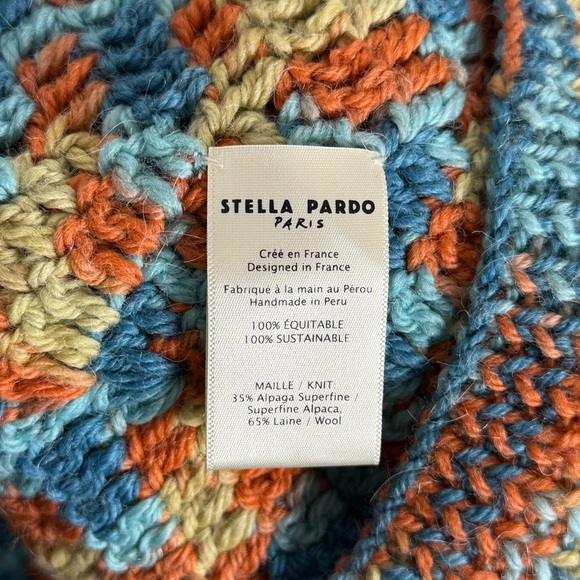 STELLA PARDO
PARIS
Créé en France
Designed in France
Fabrique à la main au Pérou
Handmade in Peru
100% ÉQUITABLE
100% SUSTAINABLE
MAILLE / KNIT:
35% Alpaga Superfine /
Superfine Alpaca,
65% Laine / Wool